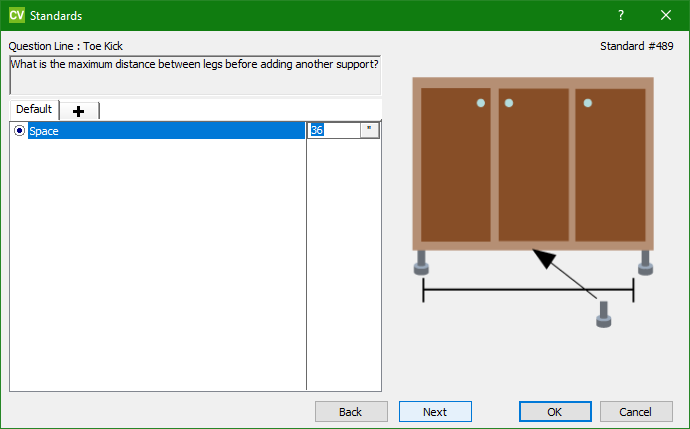 CV Standards ?
Question Line : Toe Kick Standard #489
What is the maximum distance between legs before adding another support?
Default +
Space 36 "
Back Next OK Cancel